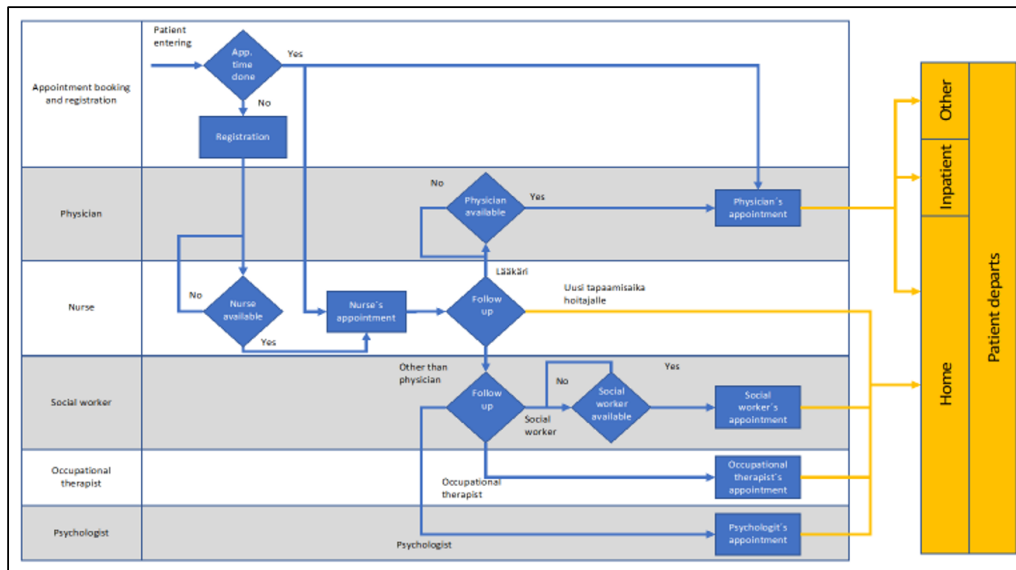 Patient
entering
App.
time
done
Yes
No
Appointment booking
and registration
Registration
Other
Inpatient
Home
Patient departs
Physician
No
Physician
available
Yes
Physician´s
appointment
Lääkäri
Nurse
No
Nurse
available
Yes
Nurse´s
appointment
Follow
up
Uusi tapaamisaika
hoitajalle
Other than
physician
Social worker
Follow
up
Social
worker
No
Social
worker
available
Yes
Social
worker´s
appointment
Occupational
therapist
Occupational
therapist
Occupational
therapist´s
appointment
Psychologist
Psychologist
Psychologit´s
appointment